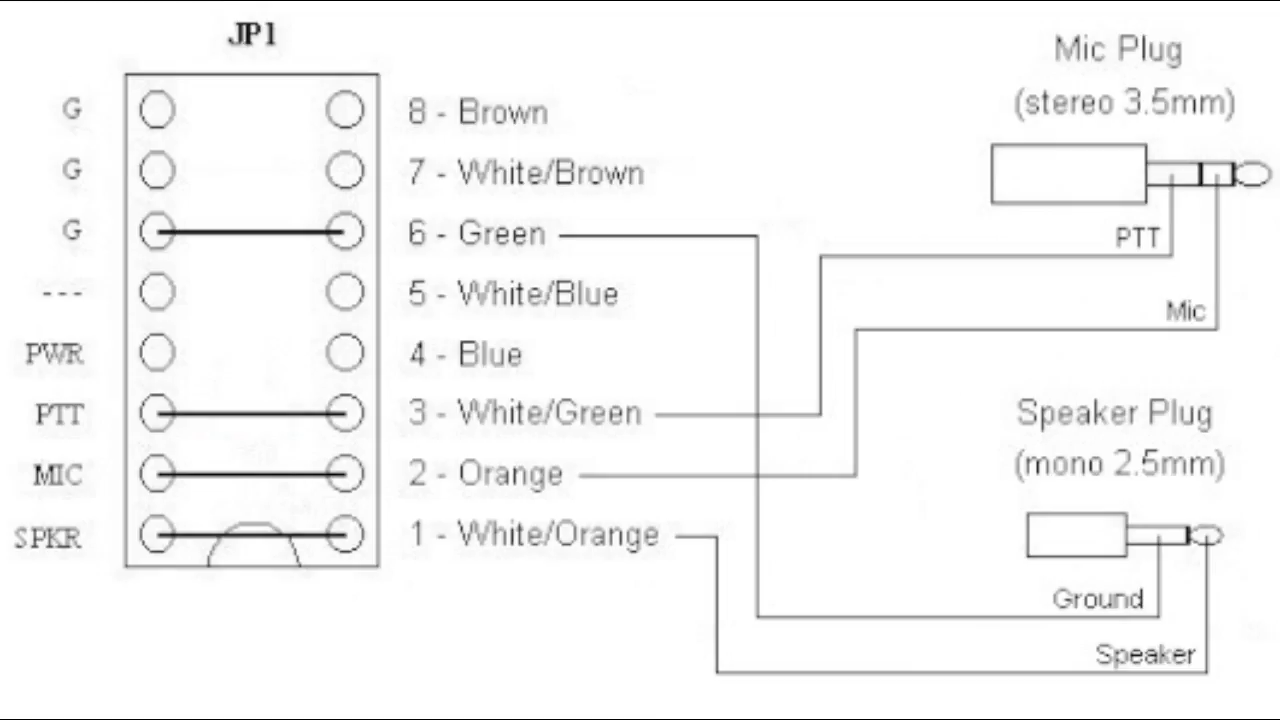 JP1
G
G
G
---
PWR
PTT
MIC
SPKR
8 - Brown
7 - White/Brown
6 - Green
5 - White/Blue
4 - Blue
3 - White/Green
2 - Orange
1 - White/Orange
Mic Plug
(stereo 3.5mm)
PTT
Mic
Speaker Plug
(mono 2.5mm)
Ground
Speaker